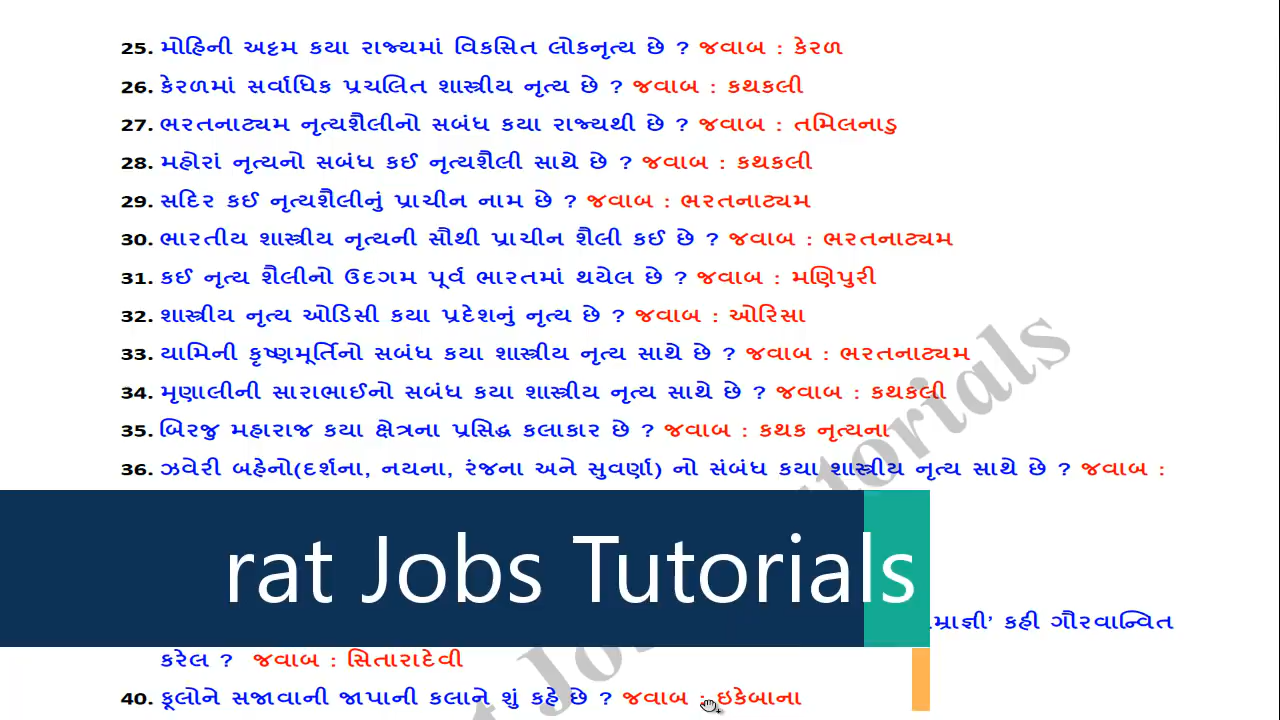 25. મોહિની અટ્ટમ કયા રાજ્યમાં વિકસિત લોકનૃત્ય છે ? જવાબ : કેરળ
26. કેરળમાં સર્વાધિક પ્રચલિત શાસ્ત્રીય નૃત્ય છે ? જવાબ : કથકલી
27. ભરતનાટ્યમ નૃત્યશૈલીનો સબંધ કયા રાજ્યથી છે ? જવાબ : તમિલનાડુ
28. મહોરાં નૃત્યનો સબંધ કઈ નૃત્યશૈલી સાથે છે ? જવાબ : કથકલી
29. સદિર કઈ નૃત્યશૈલીનું પ્રાચીન નામ છે ? જવાબ : ભરતનાટ્યમ
30. ભારતીય શાસ્ત્રીય નૃત્યની સૌથી પ્રાચીન શૈલી કઈ છે ? જવાબ : ભરતનાટ્યમ
31. કઈ નૃત્ય શૈલીનો ઉદગમ પૂર્વ ભારતમાં થયેલ છે ? જવાબ : મણિપુરી
32. શાસ્ત્રીય નૃત્ય ઓડિસી કયા પ્રદેશનું નૃત્ય છે ? જવાબ : ઓરિસા
33. યામિની કૃષ્ણમૂર્તિનો સબંધ કયા શાસ્ત્રીય નૃત્ય સાથે છે ? જવાબ : ભરતનાટ્યમ
34. મૃણાલીની સારાભાઈનો સબંધ કયા શાસ્ત્રીય નૃત્ય સાથે છે ? જવાબ : કથકલી
35. બિરજુ મહારાજ કયા ક્ષેત્રના પ્રસિદ્ધ કલાકાર છે ? જવાબ : કથક નૃત્યના
36. ઝવેરી બહેનો(દર્શના, નયના, રંજના અને સુવર્ણા) નો સંબંધ કયા શાસ્ત્રીય નૃત્ય સાથે છે ? જવાબ :
rat Jobs Tutorials
કહી ગૌરવાન્વિત
કરેલ ? જવાબ : સિતારાદેવી
40. ફૂલોને સજાવાની જાપાની કલાને શું કહે છે ? જવાબ : ઇકેબાના